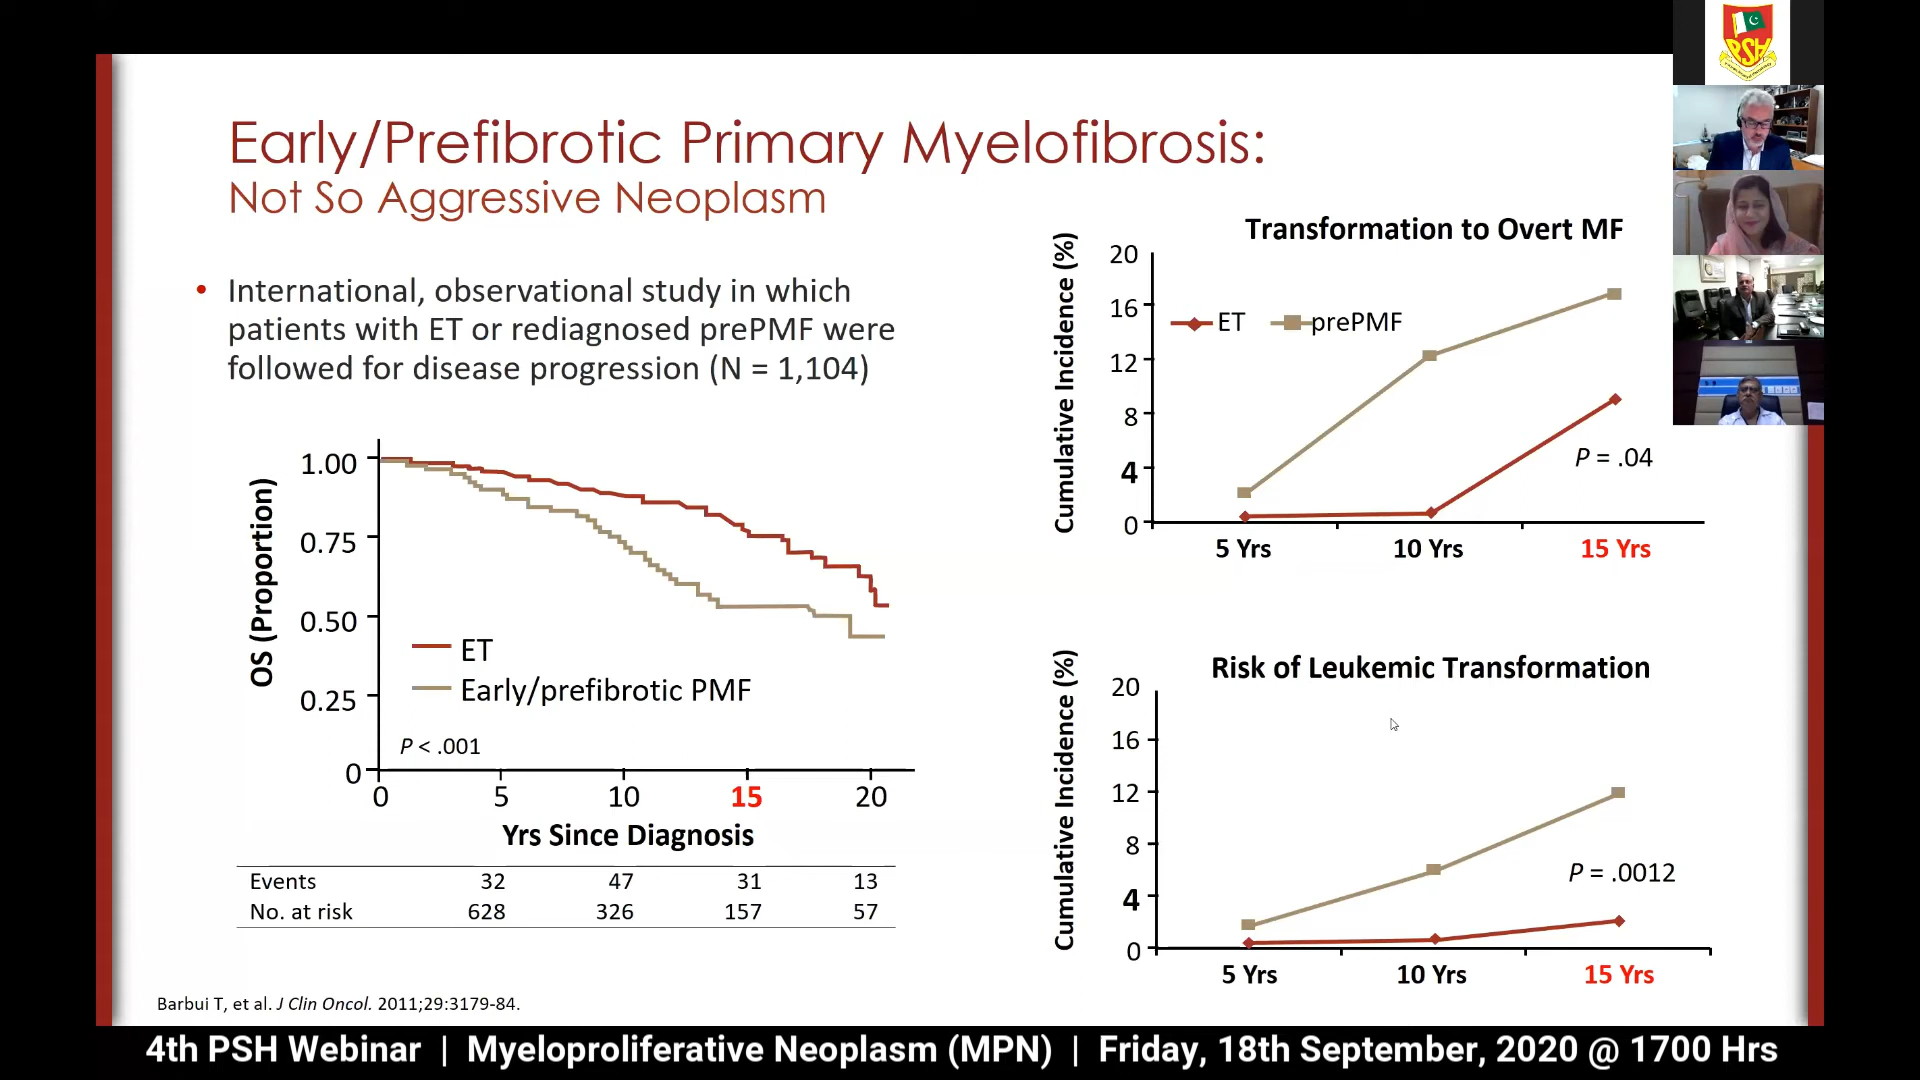 Early/Prefibrotic Primary Myelofibrosis:
Not So Aggressive Neoplasm
• International, observational study in which
patients with ET or rediagnosed prePMF were
followed for disease progression (N = 1,104)
OS (Proportion)
1.00
0.75
0.50
0.25
0
ET
Early/prefibrotic PMF
P < .001
0 5 10 15 20
Yrs Since Diagnosis
Events 32 47 31 13
No. at risk 628 326 157 57
Barbui T, et al. J Clin Oncol. 2011;29:3179-84.
Transformation to Overt MF
Cumulative Incidence (%)
20
16
12
8
4
0
ET prePMF
P = .04
5 Yrs 10 Yrs 15 Yrs
Risk of Leukemic Transformation
Cumulative Incidence (%)
20
16
12
8
4
0
P = .0012
5 Yrs 10 Yrs 15 Yrs
PSH
4th PSH Webinar | Myeloproliferative Neoplasm (MPN) | Friday, 18th September, 2020 @ 1700 Hrs